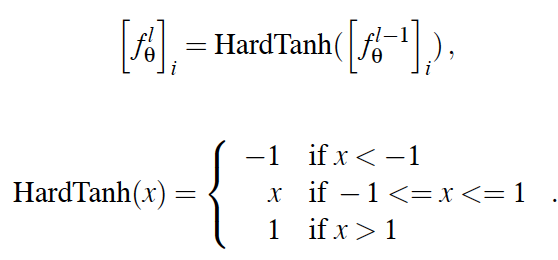 [f_θ^l]_i = HardTanh([f_θ^{l−1}]_i),
HardTanh(x) = { −1 if x < −1
x if − 1 <= x <= 1 .
1 if x > 1